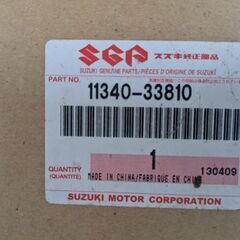 SGP スズキ純正部品
SUZUKI GENUINE PARTS/PIÈCES D'ORIGINE DE SUZUKI
PART NO.
11340-33810
QUANTITY
(QUANTITÉ)
1
130409
MADE IN CHINA/FABRIQUE EN CHINE
SUZUKI MOTOR CORPORATION